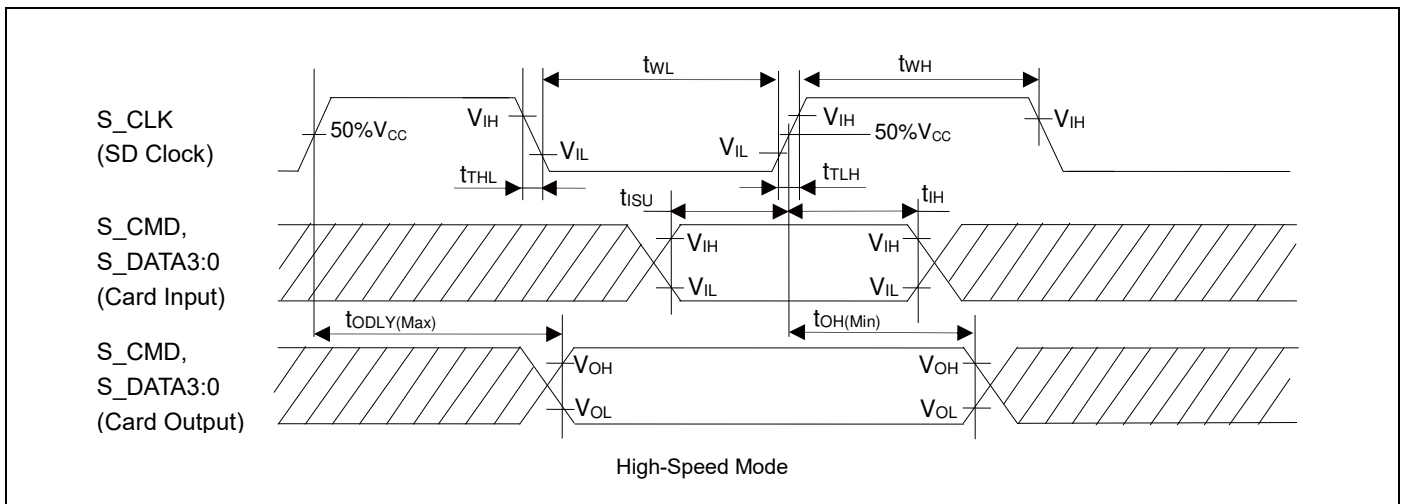 tWL
tWH
S_CLK
(SD Clock)
50%VCC
VIH
VIL
VIL
VIH
50%VCC
VIH
tTHL
tTLH
tISU
tIH
S_CMD,
S_DATA3:0
(Card Input)
VIH
VIL
VIH
VIL
tODLY(Max)
tOH(Min)
S_CMD,
S_DATA3:0
(Card Output)
VOH
VOL
VOH
VOL
High-Speed Mode